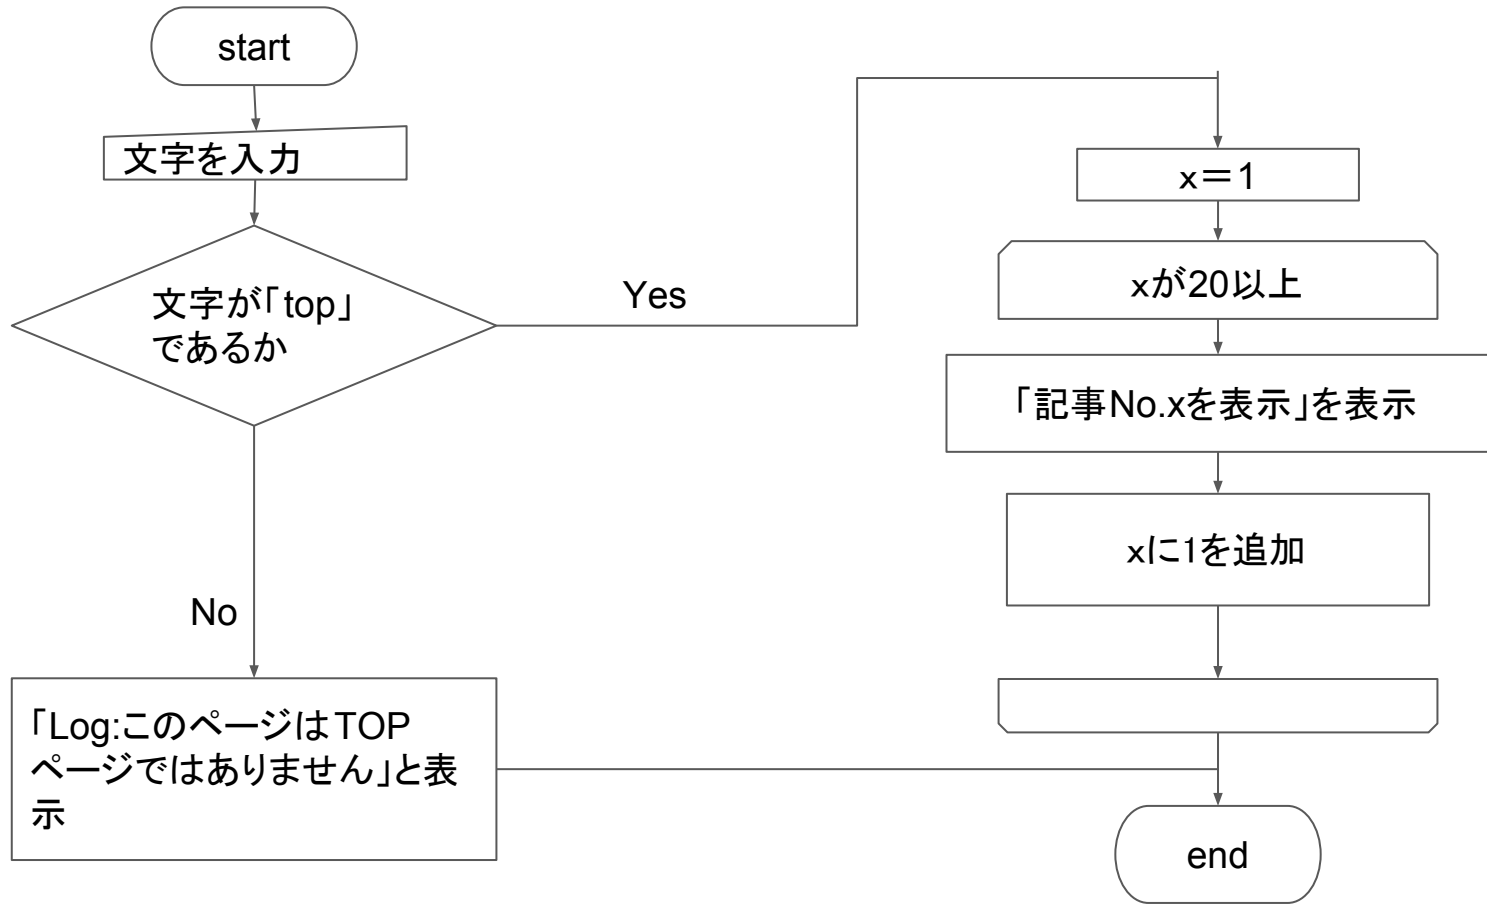 start
文字を入力
文字が「top」
であるか
Yes
No
「Log:このページはTOP
ページではありません」と表
示
x＝1
xが20以上
「記事No.xを表示」を表示
xに1を追加
end